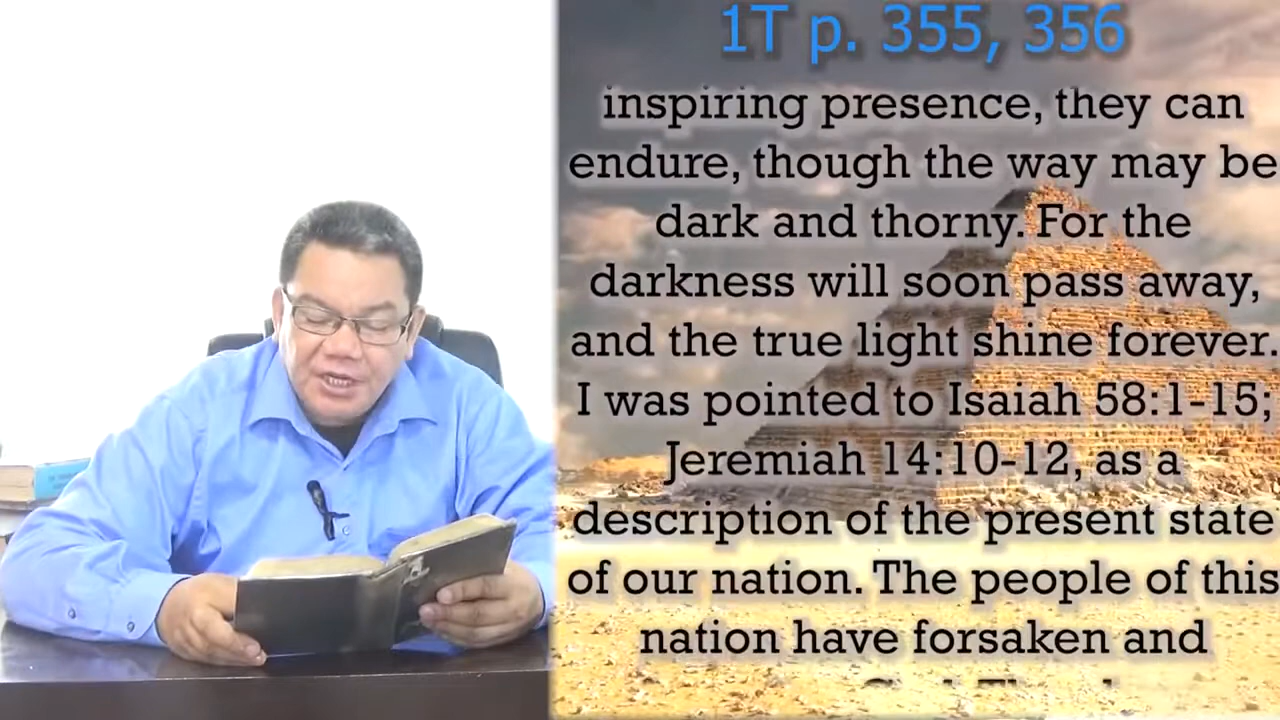 1T p. 355, 356
inspiring presence, they can
endure, though the way may be
dark and thorny. For the
darkness will soon pass away,
and the true light shine forever.
I was pointed to Isaiah 58:1-15;
Jeremiah 14:10-12, as a
description of the present state
of our nation. The people of this
nation have forsaken and